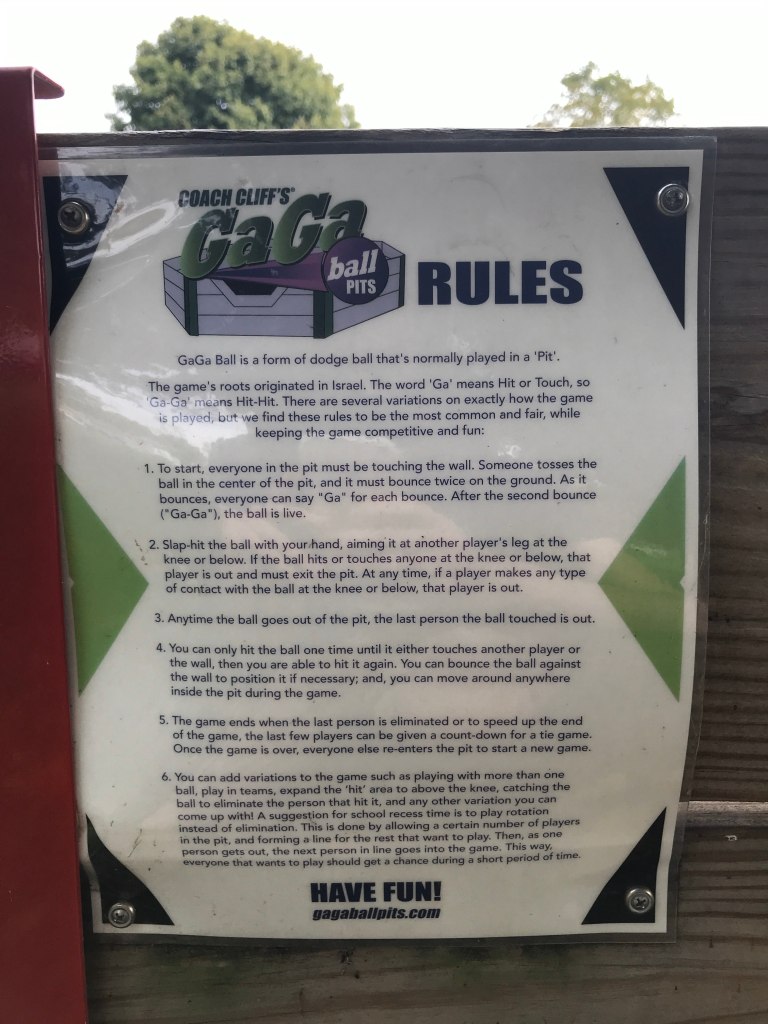 COACH CLIFF'S®
GaGa
ball
PITS
RULES
GaGa Ball is a form of dodge ball that's normally played in a 'Pit'.
The game's roots originated in Israel. The word 'Ga' means Hit or Touch, so
'Ga-Ga' means Hit-Hit. There are several variations on exactly how the game
is played, but we find these rules to be the most common and fair, while
keeping the game competitive and fun:
1. To start, everyone in the pit must be touching the wall. Someone tosses the
ball in the center of the pit, and it must bounce twice on the ground. As it
bounces, everyone can say "Ga" for each bounce. After the second bounce
("Ga-Ga"), the ball is live.
2. Slap-hit the ball with your hand, aiming it at another player's leg at the
knee or below. If the ball hits or touches anyone at the knee or below, that
player is out and must exit the pit. At any time, if a player makes any type
of contact with the ball at the knee or below, that player is out.
3. Anytime the ball goes out of the pit, the last person the ball touched is out.
4. You can only hit the ball one time until it either touches another player or
the wall, then you are able to hit it again. You can bounce the ball against
the wall to position it if necessary; and, you can move around anywhere
inside the pit during the game.
5. The game ends when the last person is eliminated or to speed up the end
of the game, the last few players can be given a count-down for a tie game.
Once the game is over, everyone else re-enters the pit to start a new game.
6. You can add variations to the game such as playing with more than one
ball, play in teams, expand the 'hit' area to above the knee, catching the
ball to eliminate the person that hit it, and any other variation you can
come up with! A suggestion for school recess time is to play rotation
instead of elimination. This is done by allowing a certain number of players
in the pit, and forming a line for the rest that want to play. Then, as one
person gets out, the next person in line goes into the game. This way,
everyone that wants to play should get a chance during a short period of time.
HAVE FUN!
gagaballpits.com